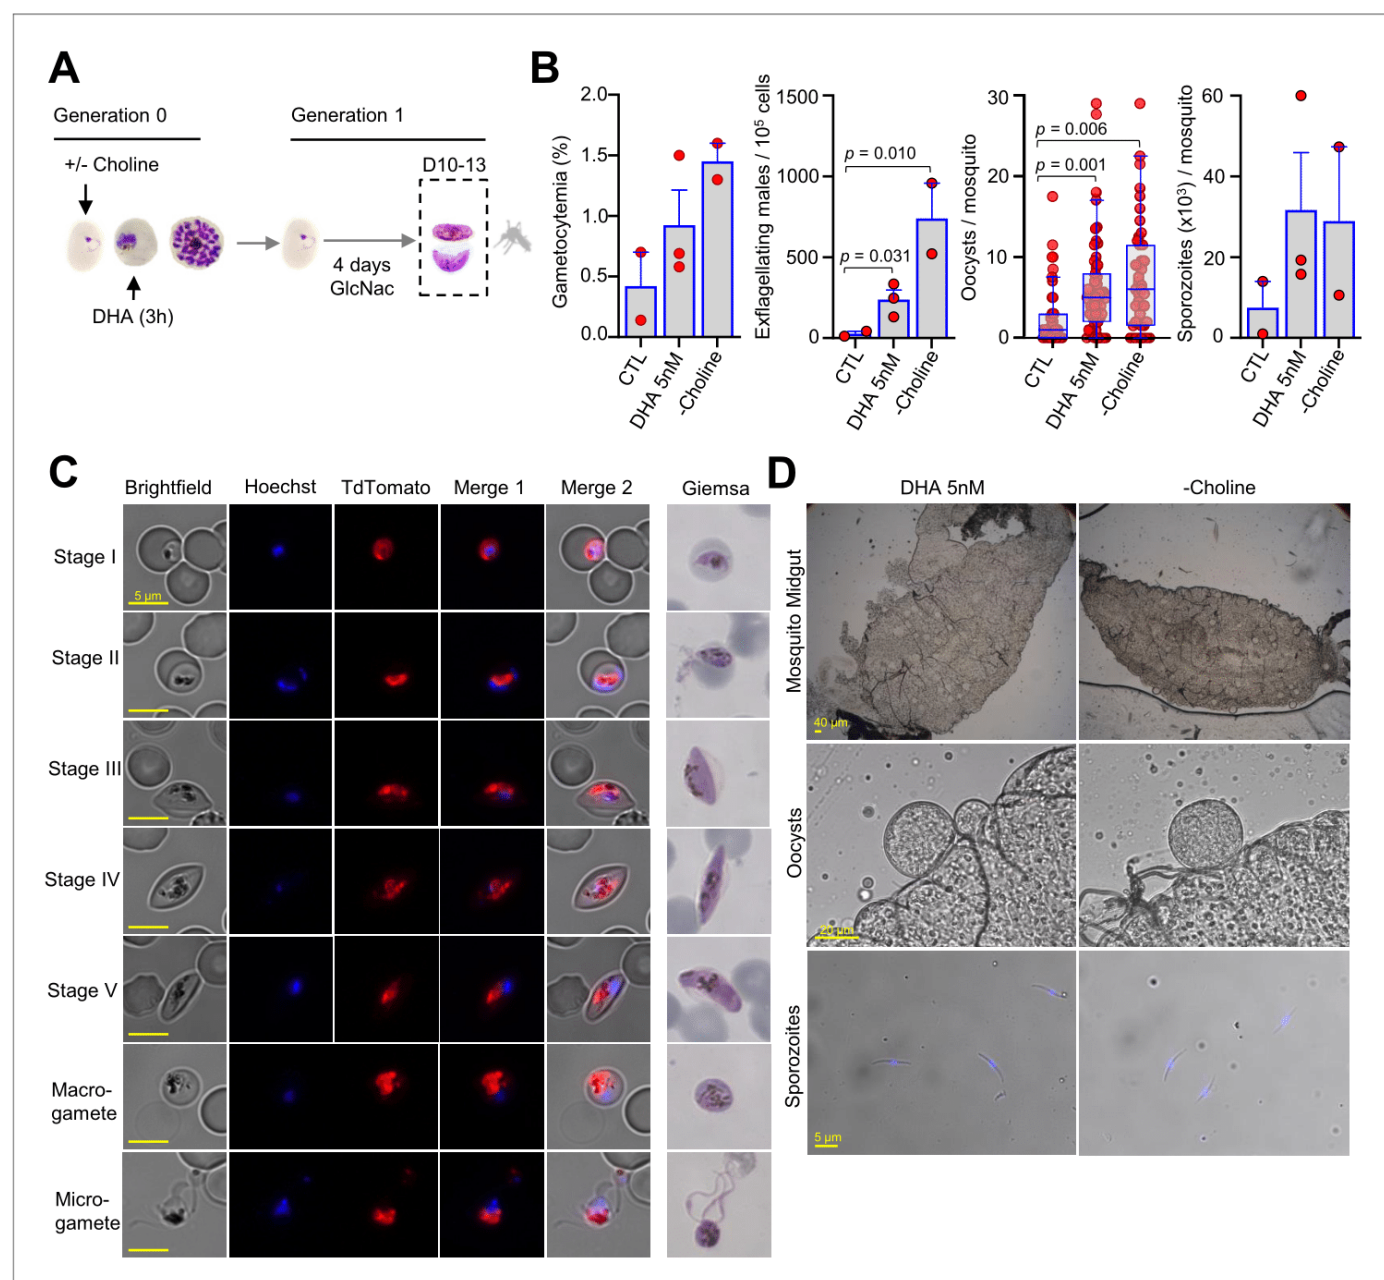 A
Generation 0
Generation 1
+/- Choline
D10-13
4 days
GlcNac
DHA (3h)
B
Gametocytemia (%)
2.0
1.5
1.0
0.5
0.0
CTL
DHA 5nM
-Choline
Exflagellating males / 10⁵ cells
1500
1000
500
0
p = 0.010
p = 0.031
CTL
DHA 5nM
-Choline
Oocysts / mosquito
30
20
10
0
p = 0.006
p = 0.001
CTL
DHA 5nM
-Choline
Sporozoites (x10³) / mosquito
60
40
20
0
CTL
DHA 5nM
-Choline
C
Brightfield Hoechst TdTomato Merge 1 Merge 2 Giemsa
Stage I
5 µm
Stage II
Stage III
Stage IV
Stage V
Macro-
gamete
Micro-
gamete
D
DHA 5nM
-Choline
Mosquito Midgut
40 µm
Oocysts
20 µm
Sporozoites
5 µm